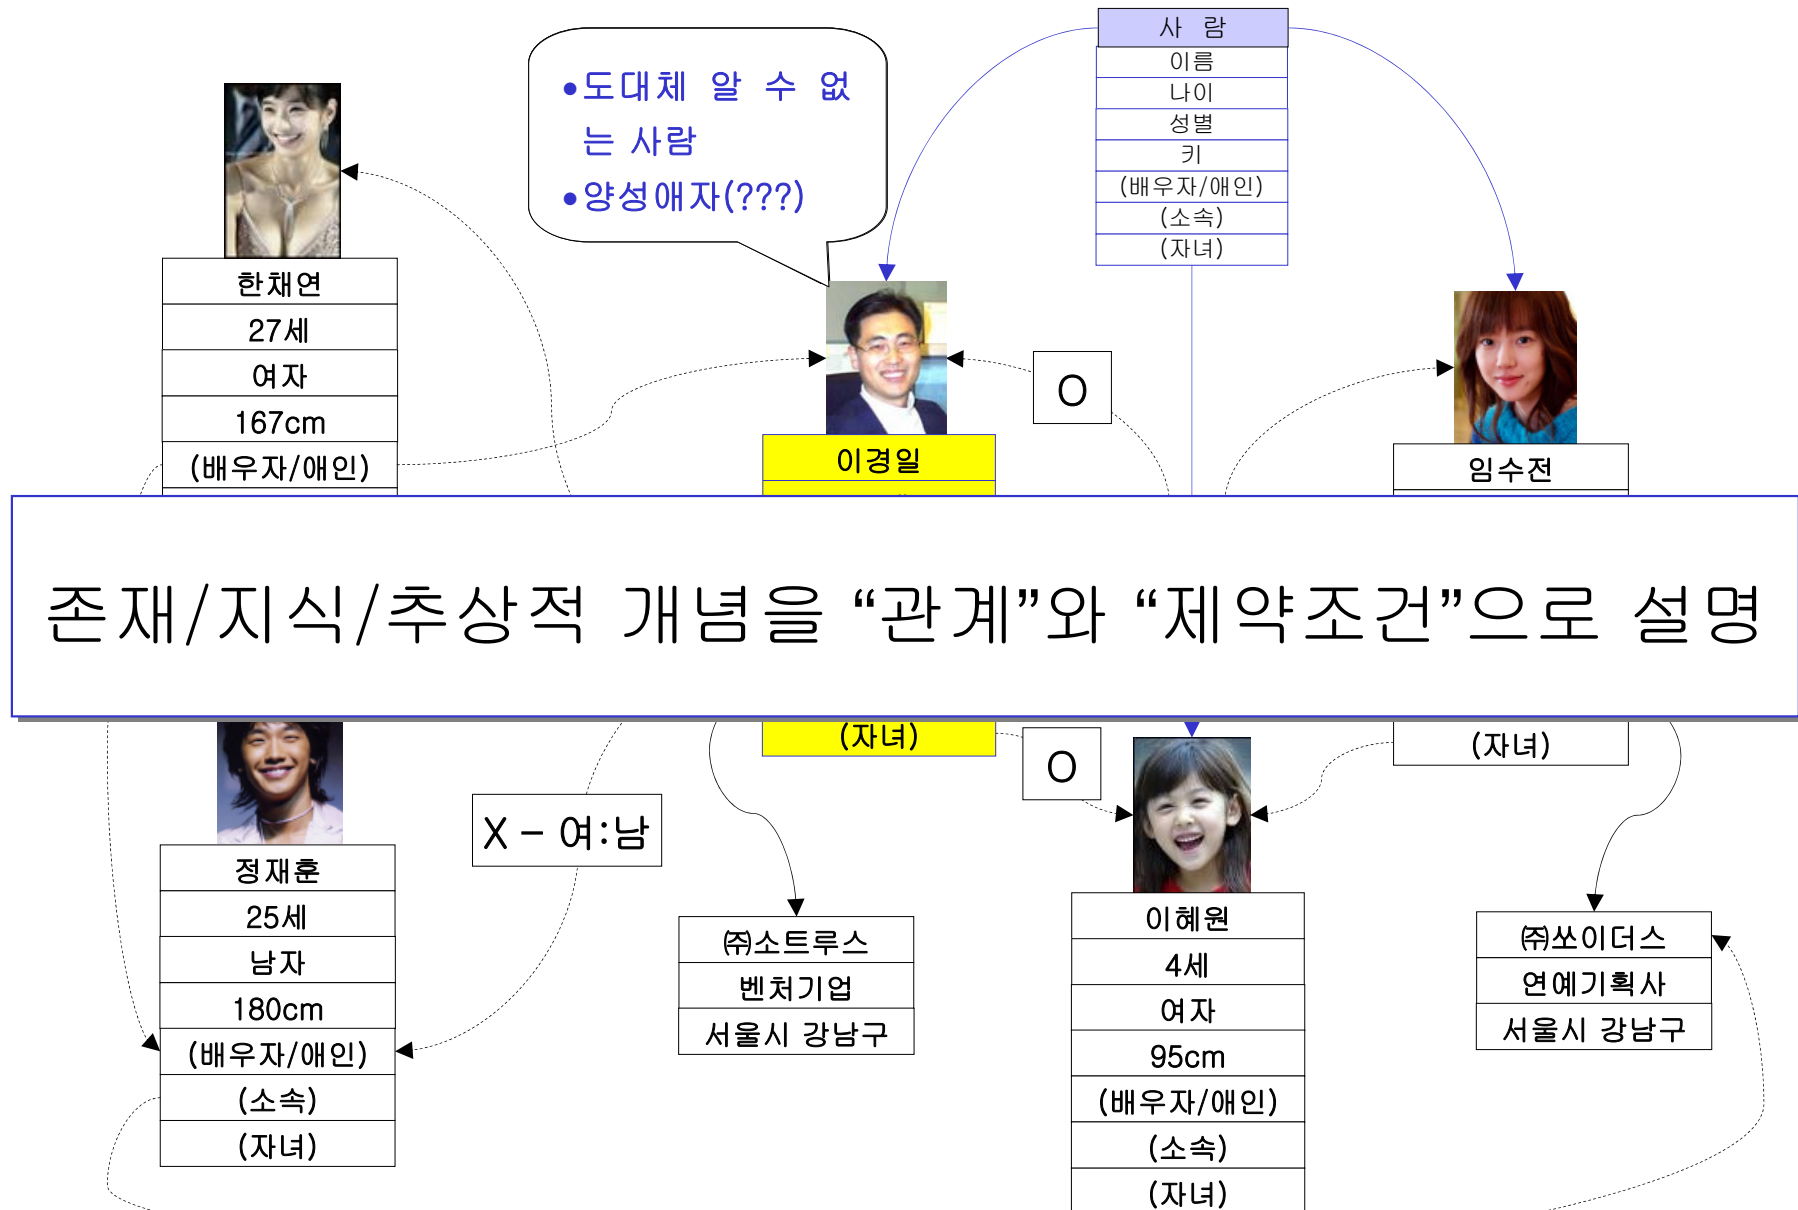 사 람
이름
나이
성별
키
(배우자/애인)
(소속)
(자녀)
•도대체 알 수 없
는 사람
•양성애자(???)
한채연
27세
여자
167cm
(배우자/애인)
O
이경일
임수전
존재/지식/추상적 개념을 “관계”와 “제약조건”으로 설명
(자녀)
O
(자녀)
X – 여:남
정재훈
25세
남자
180cm
(배우자/애인)
(소속)
(자녀)
㈜소트루스
벤처기업
서울시 강남구
이혜원
4세
여자
95cm
(배우자/애인)
(소속)
(자녀)
㈜쏘이더스
연예기획사
서울시 강남구